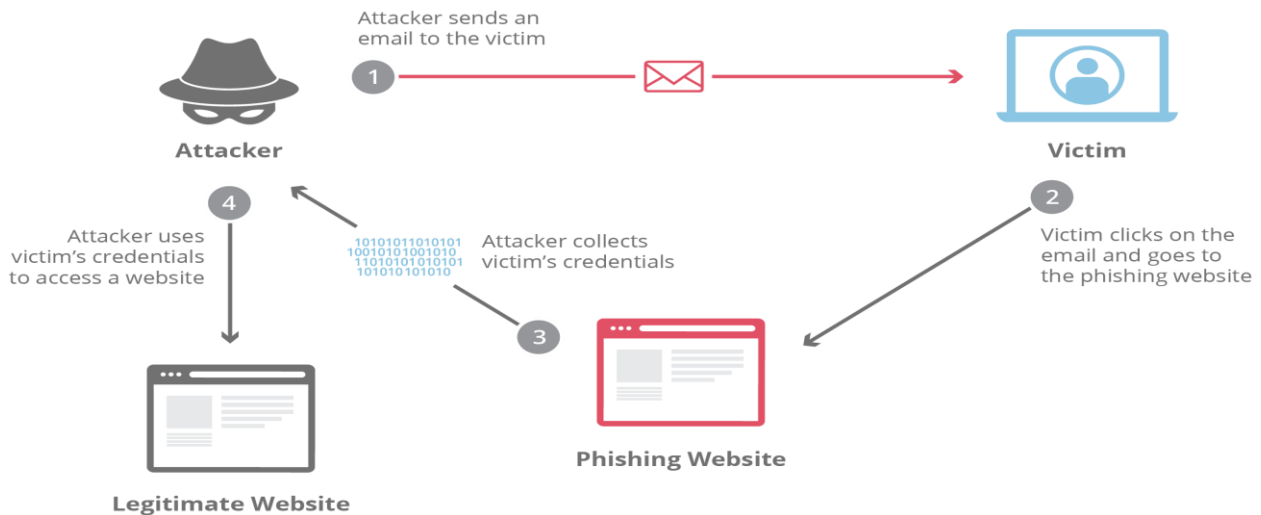 Attacker sends an
email to the victim
1
Attacker
Victim
2
Victim clicks on the
email and goes to
the phishing website
10101011010101
10010101001010
11010101010101
101010101010
Attacker collects
victim's credentials
3
Phishing Website
4
Attacker uses
victim's credentials
to access a website
Legitimate Website